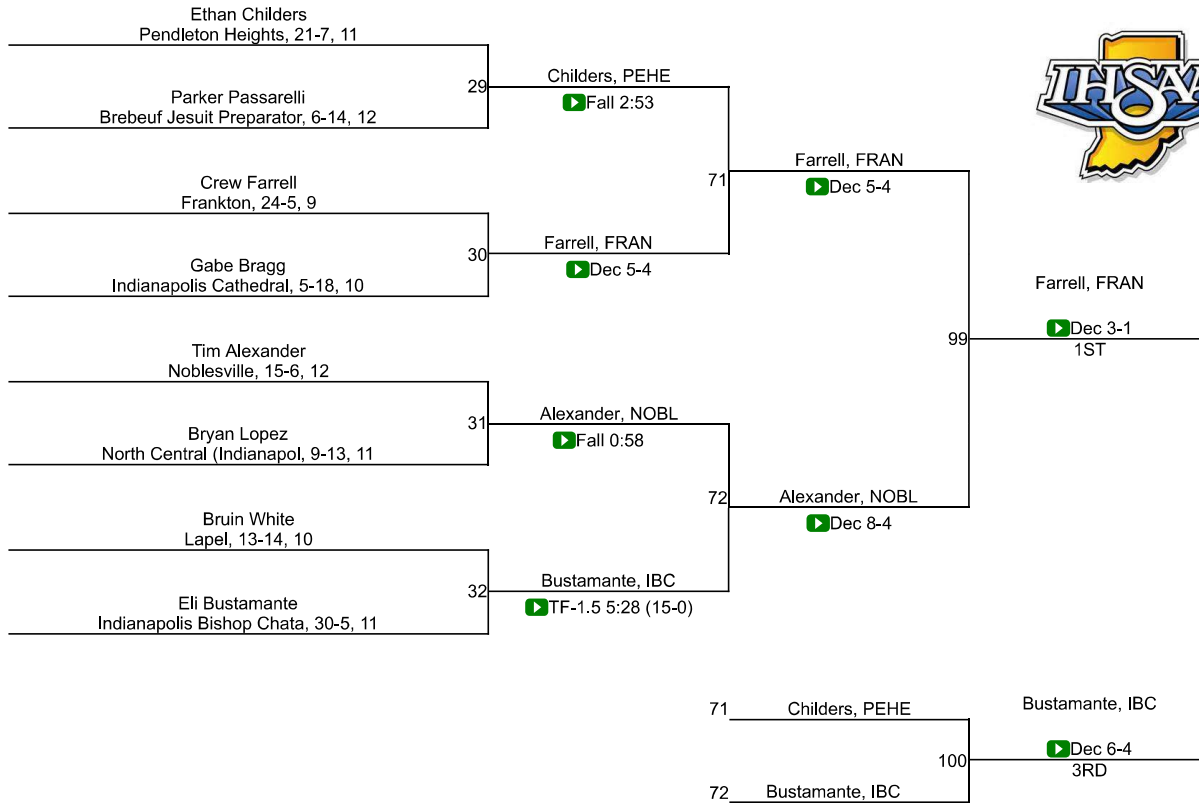 Ethan Childers
Pendleton Heights, 21-7, 11
Parker Passarelli
Brebeuf Jesuit Preparator, 6-14, 12
29
Childers, PEHE
Fall 2:53
Crew Farrell
Frankton, 24-5, 9
Gabe Bragg
Indianapolis Cathedral, 5-18, 10
30
Farrell, FRAN
Dec 5-4
71
Farrell, FRAN
Dec 5-4
Tim Alexander
Noblesville, 15-6, 12
Bryan Lopez
North Central (Indianapol, 9-13, 11
31
Alexander, NOBL
Fall 0:58
Bruin White
Lapel, 13-14, 10
Eli Bustamante
Indianapolis Bishop Chata, 30-5, 11
32
Bustamante, IBC
TF-1.5 5:28 (15-0)
72
Alexander, NOBL
Dec 8-4
99
Farrell, FRAN
Dec 3-1
1ST
IHSAA
71
Childers, PEHE
72
Bustamante, IBC
100
Bustamante, IBC
Dec 6-4
3RD